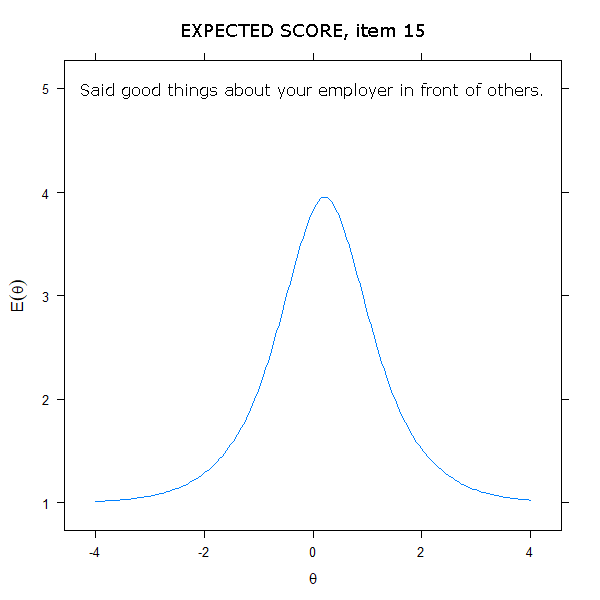 EXPECTED SCORE, item 15
Said good things about your employer in front of others.
5
4
3
2
1
E(θ)
-4 -2 0 2 4
θ